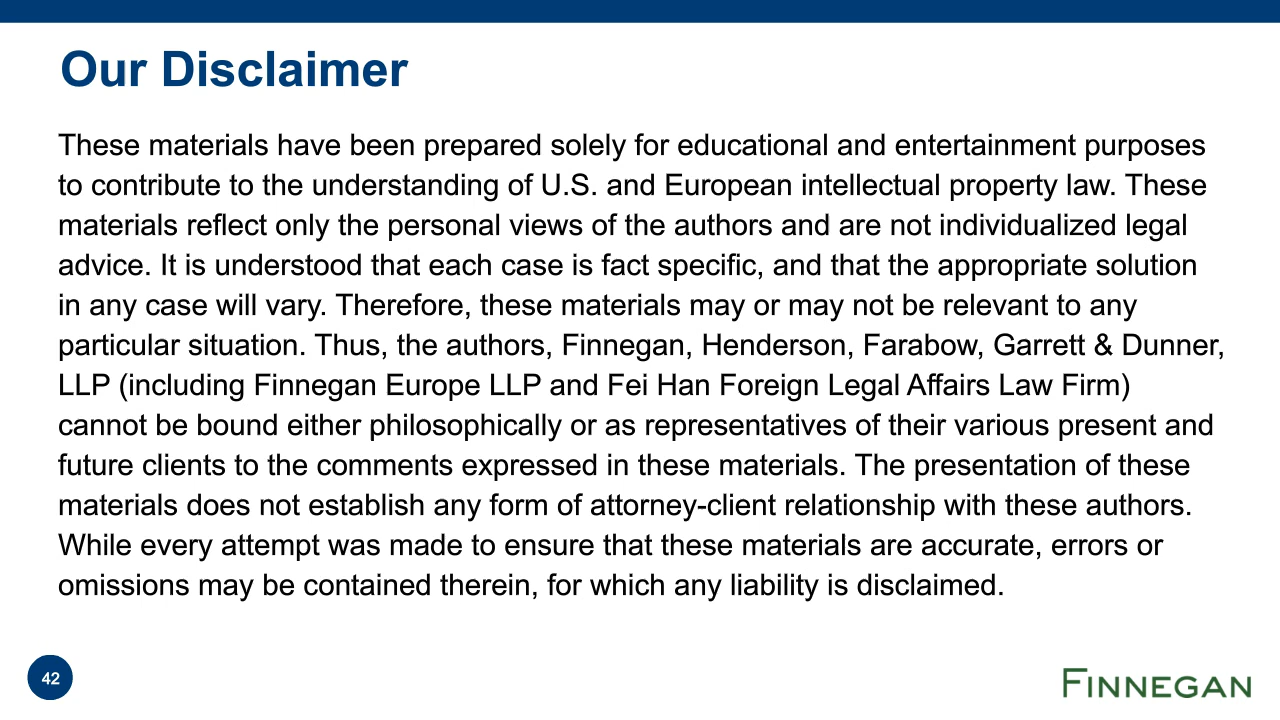 Our Disclaimer
These materials have been prepared solely for educational and entertainment purposes
to contribute to the understanding of U.S. and European intellectual property law. These
materials reflect only the personal views of the authors and are not individualized legal
advice. It is understood that each case is fact specific, and that the appropriate solution
in any case will vary. Therefore, these materials may or may not be relevant to any
particular situation. Thus, the authors, Finnegan, Henderson, Farabow, Garrett & Dunner,
LLP (including Finnegan Europe LLP and Fei Han Foreign Legal Affairs Law Firm)
cannot be bound either philosophically or as representatives of their various present and
future clients to the comments expressed in these materials. The presentation of these
materials does not establish any form of attorney-client relationship with these authors.
While every attempt was made to ensure that these materials are accurate, errors or
omissions may be contained therein, for which any liability is disclaimed.
42
FINNEGAN